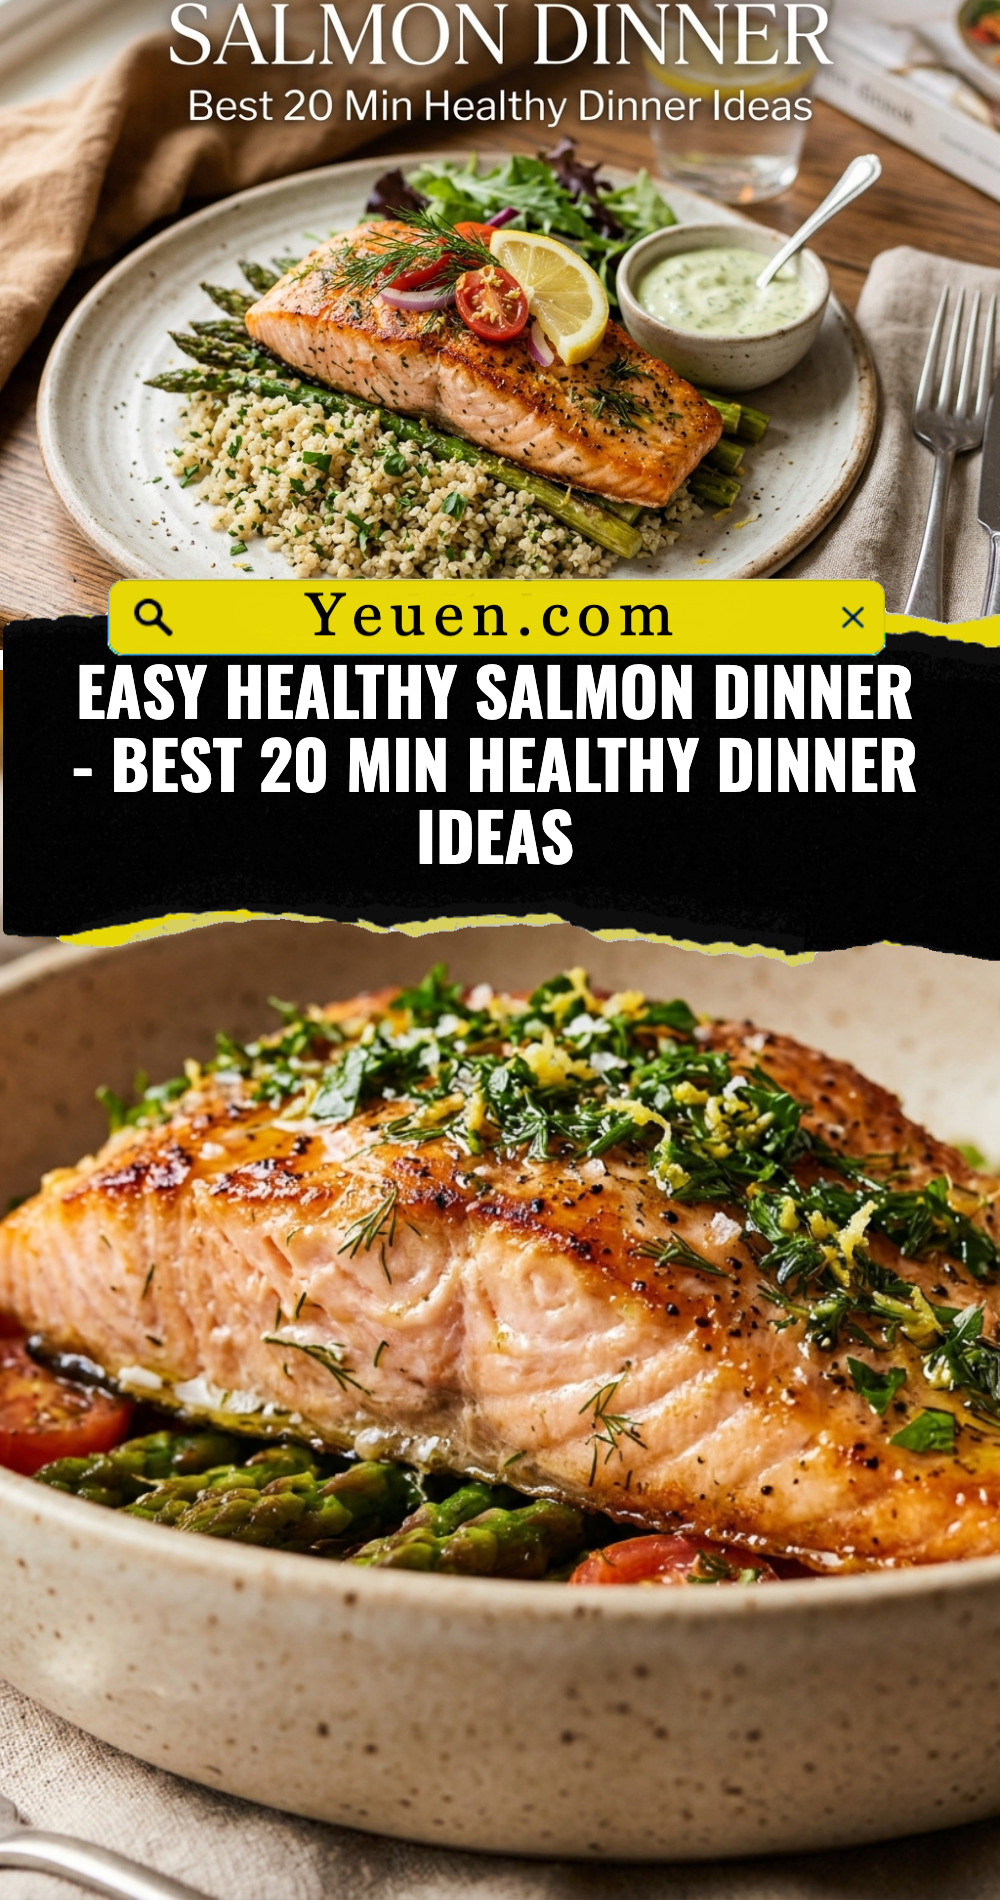 SALMON DINNER
Best 20 Min Healthy Dinner Ideas
Yeuen.com
EASY HEALTHY SALMON DINNER
- BEST 20 MIN HEALTHY DINNER
IDEAS